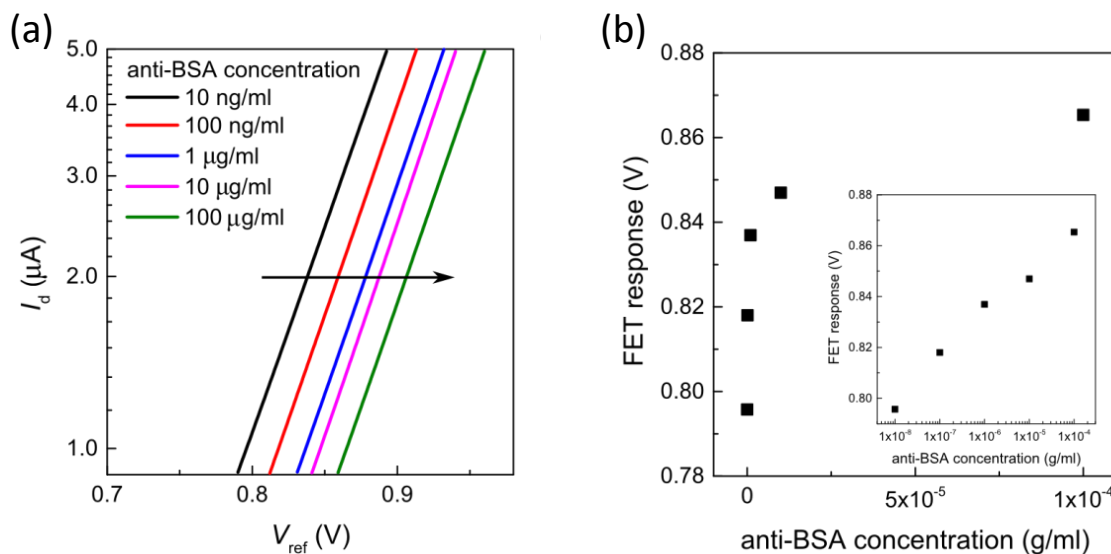 (a)
5.0
4.0
3.0
2.0
1.0
I_d (μA)
anti-BSA concentration
10 ng/ml
100 ng/ml
1 μg/ml
10 μg/ml
100 μg/ml
0.7 0.8 0.9
V_ref (V)
(b)
0.88
0.86
0.84
0.82
0.80
0.78
FET response (V)
0 5x10⁻⁵ 1x10⁻⁴
anti-BSA concentration (g/ml)
0.88
0.86
0.84
0.82
0.80
FET response (V)
1x10⁻⁸ 1x10⁻⁷ 1x10⁻⁶ 1x10⁻⁵ 1x10⁻⁴
anti-BSA concentration (g/ml)